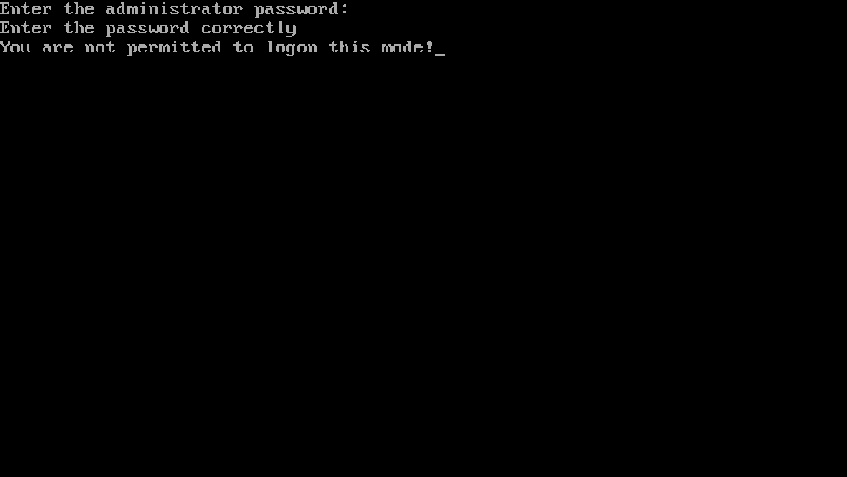 Enter the administrator password:
Enter the password correctly
You are not permitted to logon this mode!_